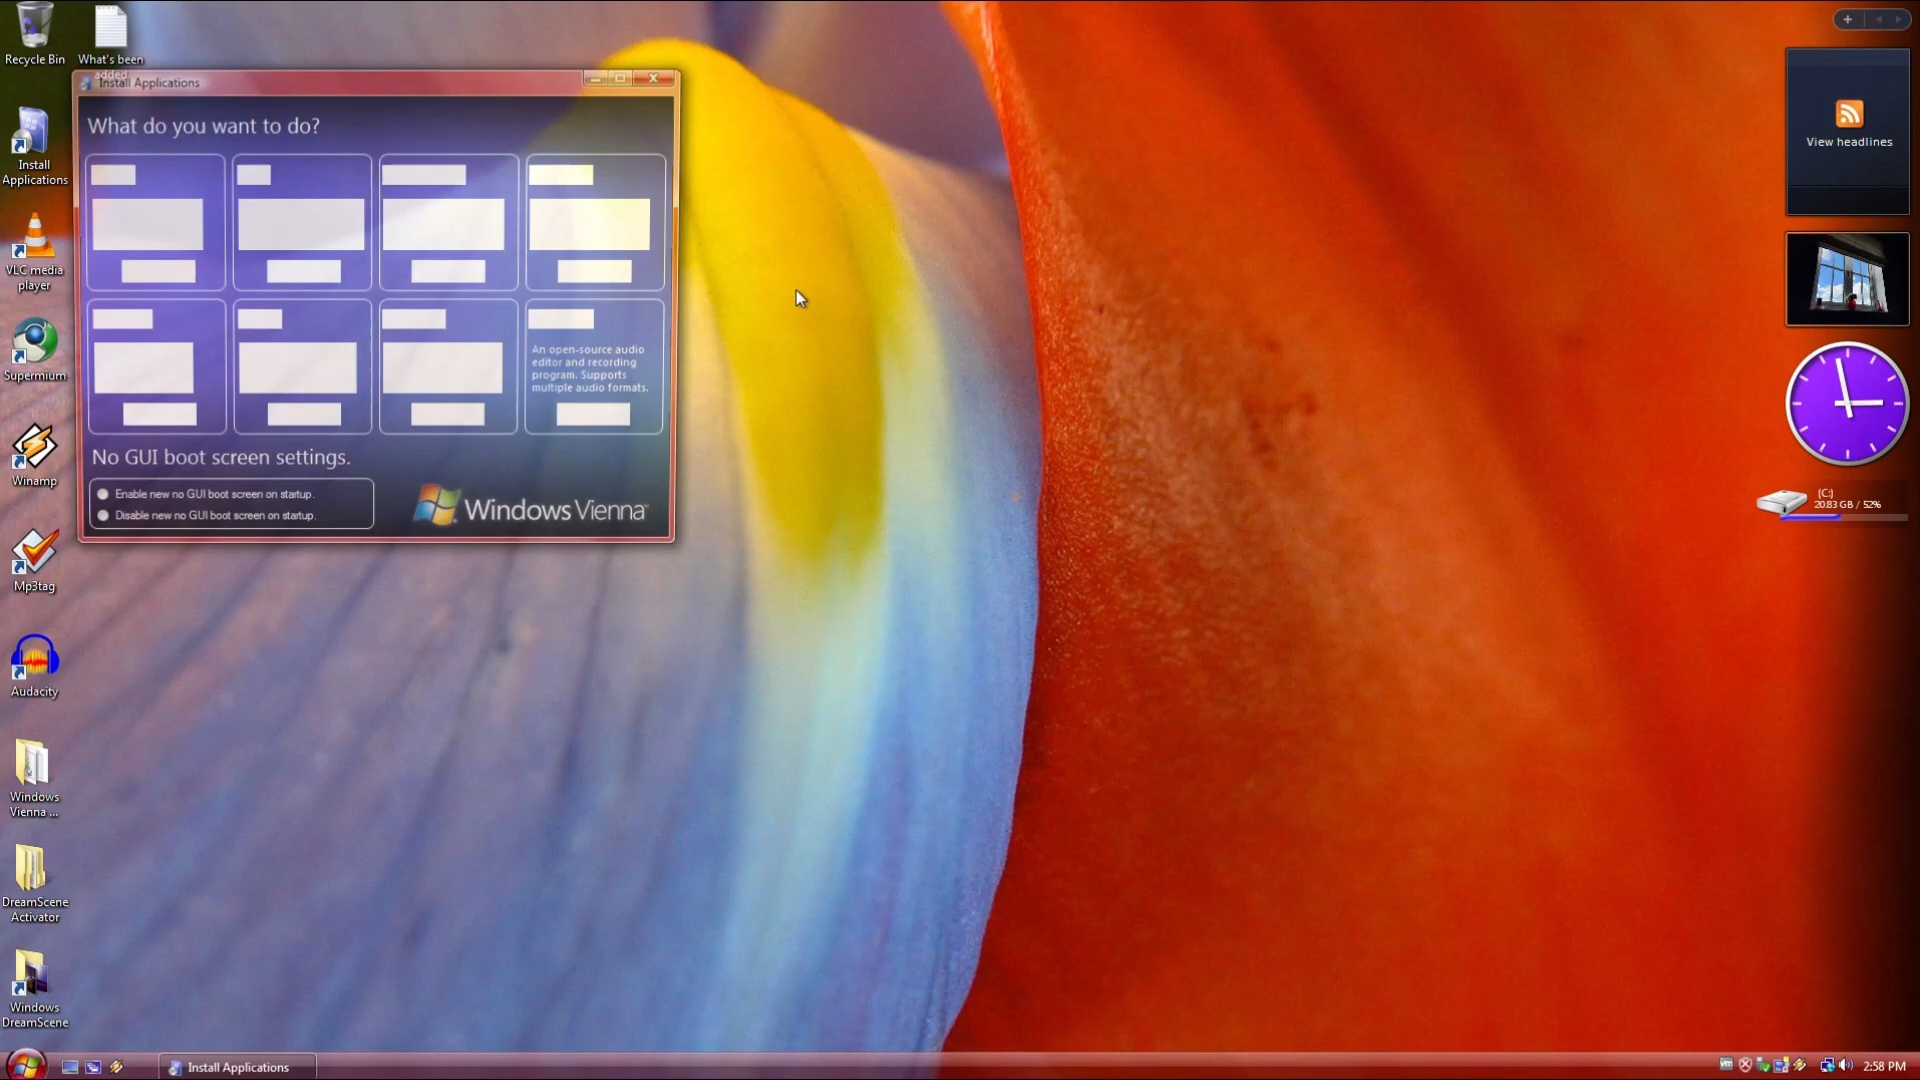 Recycle Bin
What's been
added
Install
Applications
VLC media
player
Supermium
Winamp
Mp3tag
Audacity
Windows
Vienna ...
DreamScene
Activator
Windows
DreamScene
Install Applications
What do you want to do?
An open-source audio
editor and recording
program. Supports
multiple audio formats.
No GUI boot screen settings.
Enable new no GUI boot screen on startup.
Disable new no GUI boot screen on startup.
Windows Vienna™
View headlines
(C:)
20.83 GB / 52%
Install Applications
vm
2:58 PM